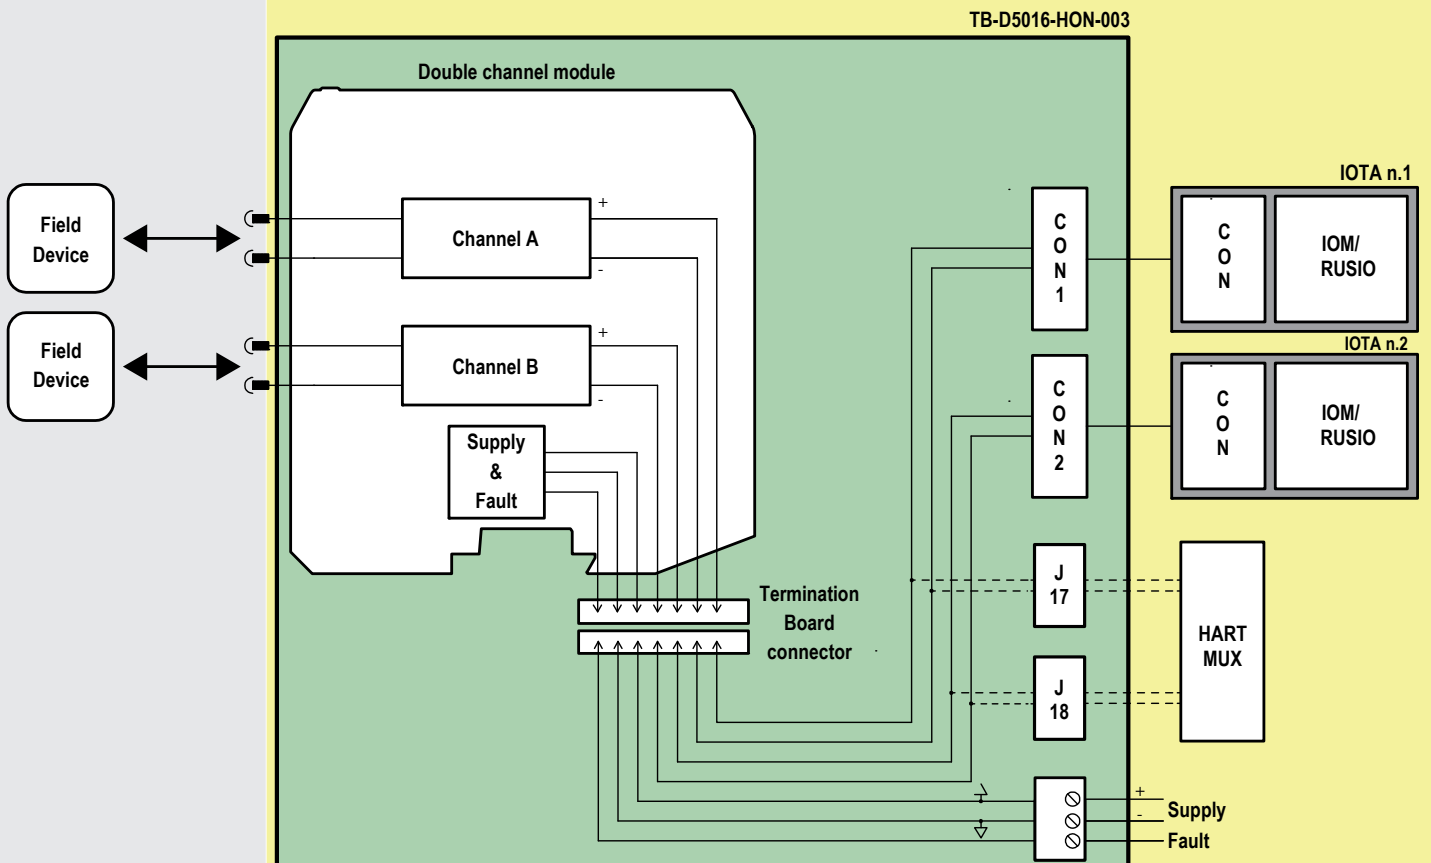 TB-D5016-HON-003
Double channel module
IOTA n.1
Field
Device
Channel A
+
-
C
O
N
1
C
O
N
IOM/
RUSIO
IOTA n.2
Field
Device
Channel B
+
-
C
O
N
2
C
O
N
IOM/
RUSIO
Supply
&
Fault
Termination
Board
connector
J
17
J
18
HART
MUX
+
-
Supply
Fault